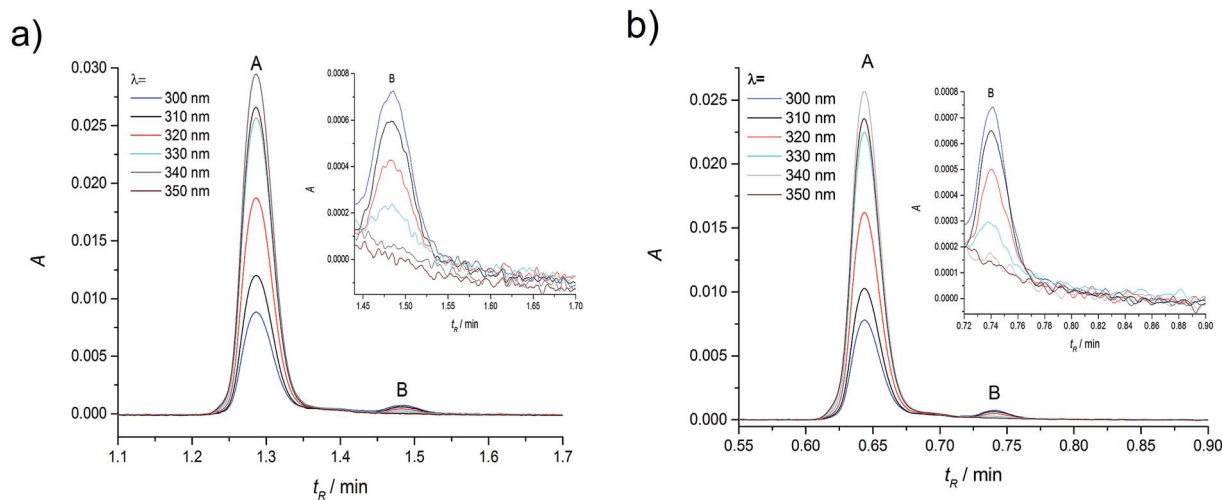 a)
A
λ=
300 nm
310 nm
320 nm
330 nm
340 nm
350 nm
0.030
0.025
0.020
0.015
0.010
0.005
0.000
A
B
1.1 1.2 1.3 1.4 1.5 1.6 1.7
t_R / min
B
0.0008
0.0006
0.0004
0.0002
0.0000
A
1.45 1.50 1.55 1.60 1.65 1.70
t_R / min
b)
A
λ=
300 nm
310 nm
320 nm
330 nm
340 nm
350 nm
0.025
0.020
0.015
0.010
0.005
0.000
A
B
0.55 0.60 0.65 0.70 0.75 0.80 0.85 0.90
t_R / min
B
0.0008
0.0007
0.0006
0.0005
0.0004
0.0003
0.0002
0.0001
0.0000
A
0.72 0.74 0.76 0.78 0.80 0.82 0.84 0.86 0.88 0.90
t_R / min